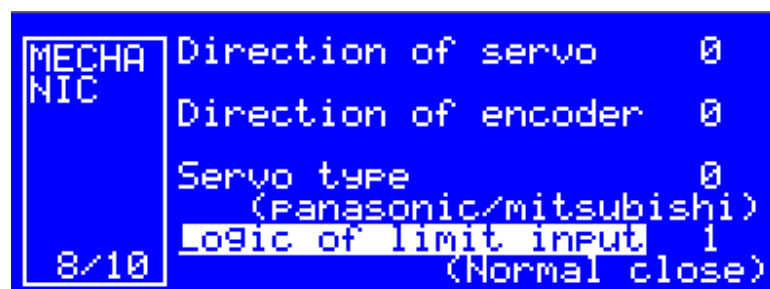 MECHA
NIC
8/10
Direction of servo 0
Direction of encoder 0
Servo type 0
(panasonic/mitsubishi)
Logic of limit input 1
(Normal close)